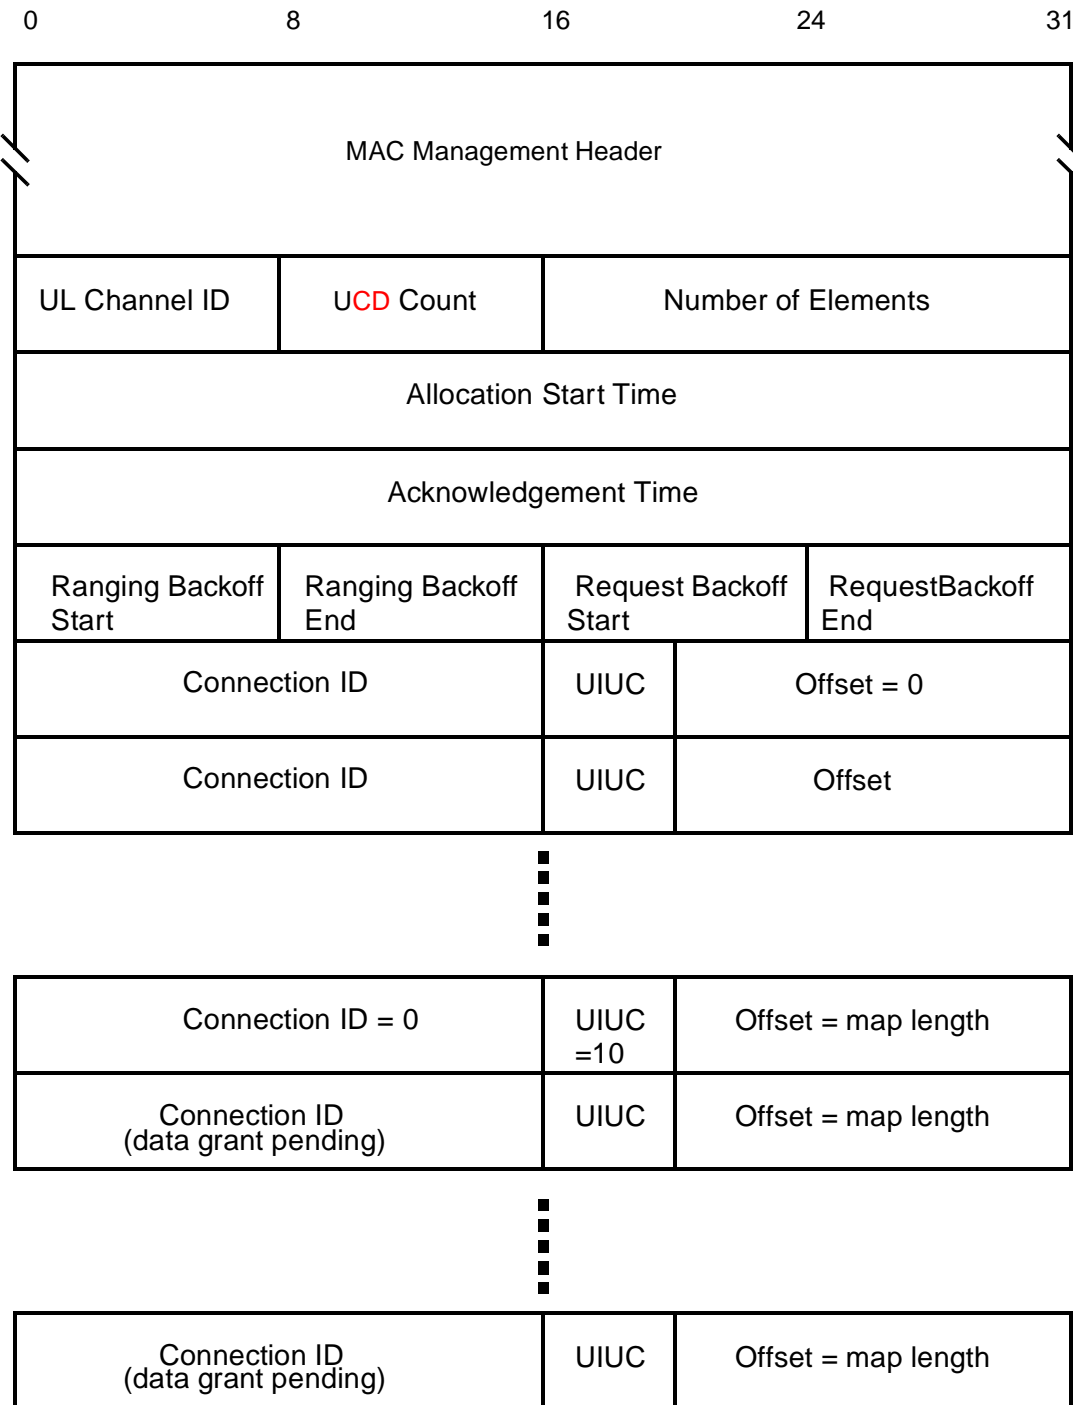 0 8 16 24 31
MAC Management Header
UL Channel ID UCD Count Number of Elements
Allocation Start Time
Acknowledgement Time
Ranging Backoff Start Ranging Backoff End Request Backoff Start RequestBackoff End
Connection ID UIUC Offset = 0
Connection ID UIUC Offset
Connection ID = 0 UIUC =10 Offset = map length
Connection ID (data grant pending) UIUC Offset = map length
Connection ID (data grant pending) UIUC Offset = map length